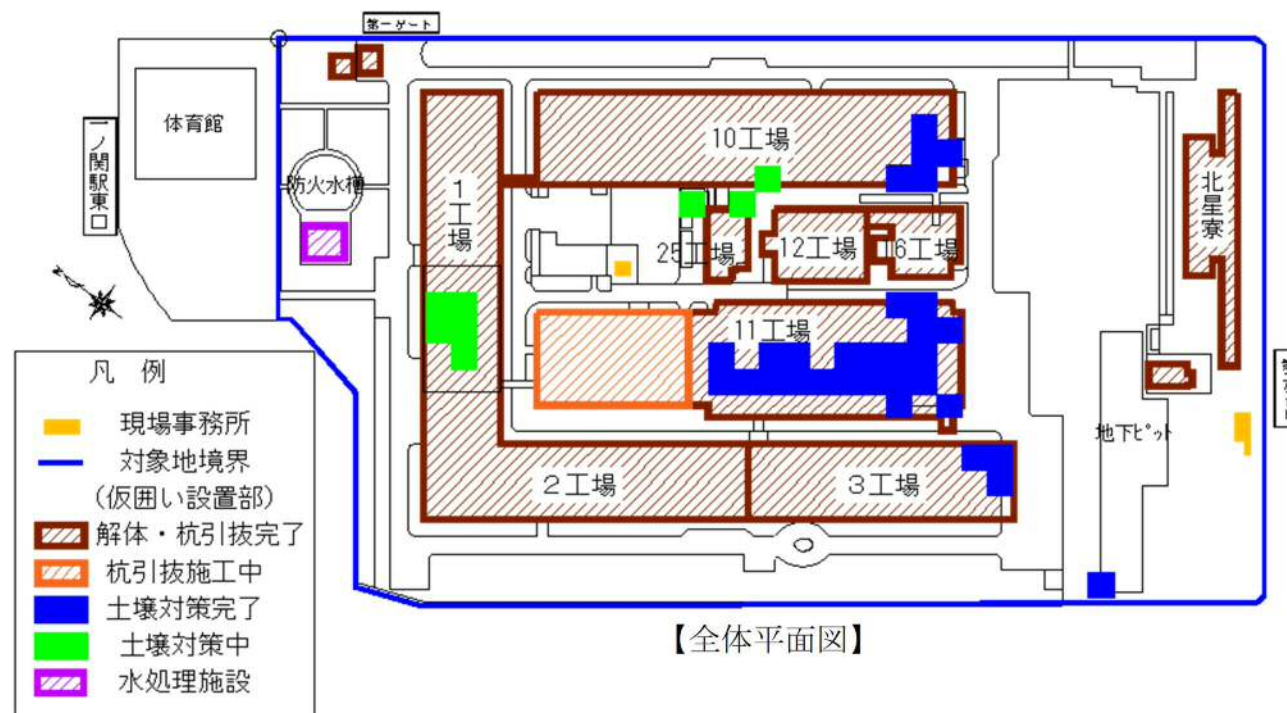 第一ゲート
体育館
一ノ関駅東口
防火水槽
1工場
10工場
25工場
12工場
16工場
北星寮
11工場
地下ピット
2工場
3工場
凡 例
現場事務所
対象地境界
(仮囲い設置部)
解体・杭引抜完了
杭引抜施工中
土壌対策完了
土壌対策中
水処理施設
【全体平面図】